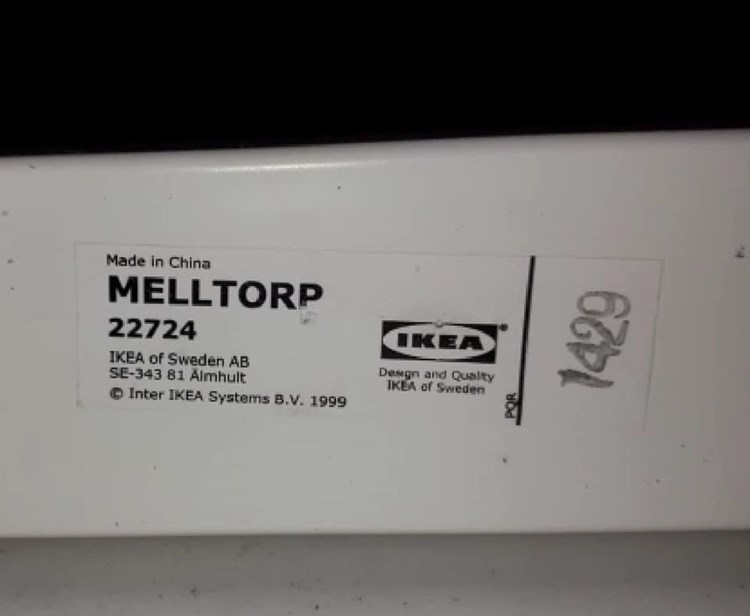 Made in China
MELLTORP
22724
IKEA of Sweden AB
SE-343 81 Älmhult
© Inter IKEA Systems B.V. 1999
IKEA®
Design and Quality
IKEA of Sweden
PQR
1429